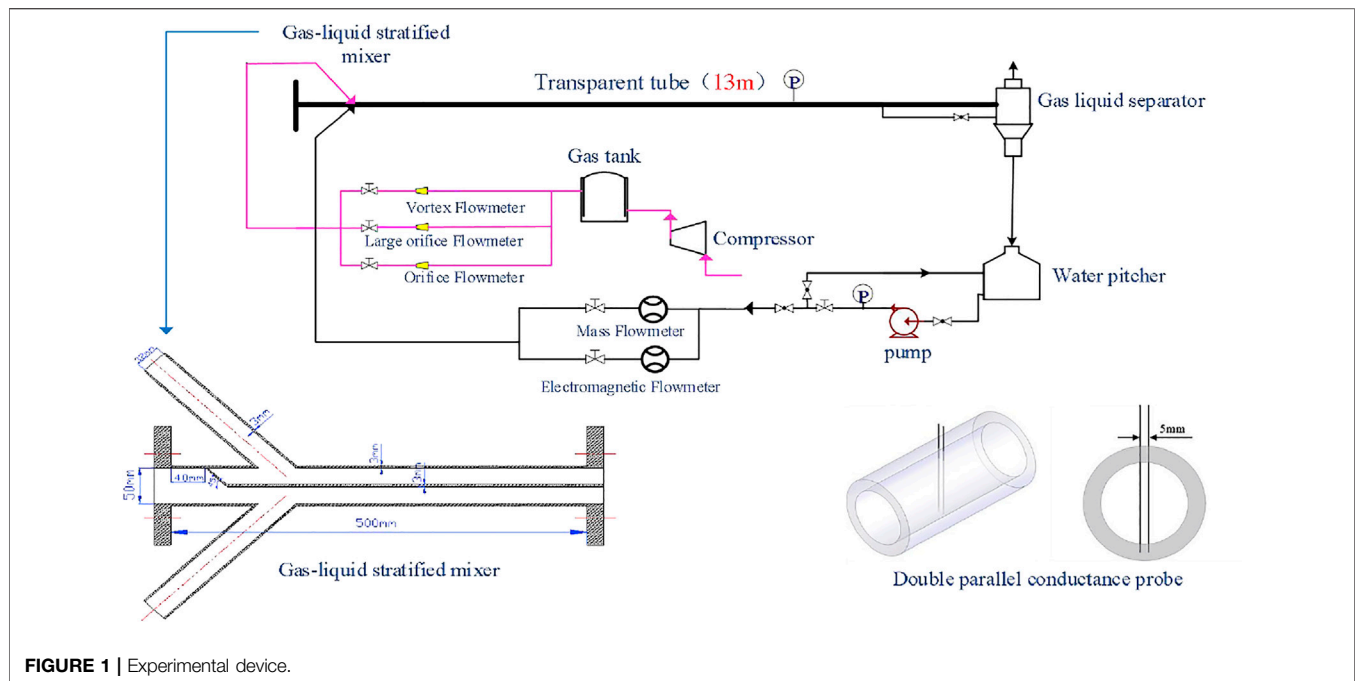 Gas-liquid stratified
mixer
Transparent tube（13m）
P
Gas liquid separator
Gas tank
Vortex Flowmeter
Large orifice Flowmeter
Compressor
Orifice Flowmeter
Water pitcher
P
Mass Flowmeter
pump
Electromagnetic Flowmeter
3mm
3mm
3mm
40mm
50mm
500mm
5mm
Gas-liquid stratified mixer
Double parallel conductance probe
FIGURE 1 | Experimental device.